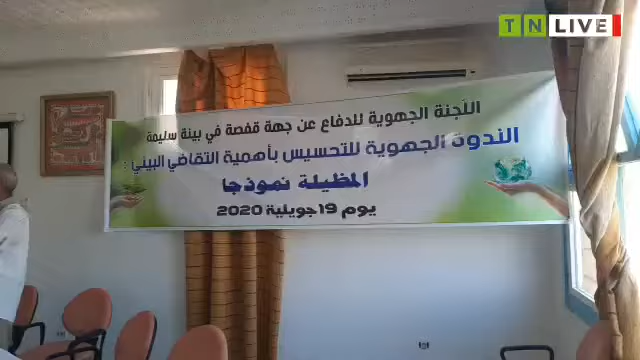 TN LIVE
اللجنة الجهوية للدفاع عن جهة قفصة في بيئة سليمة
الندوة الجهوية للتحسيس بأهمية التقاضي البيئي :
المظيلة نموذجا
يوم 19 جويلية 2020